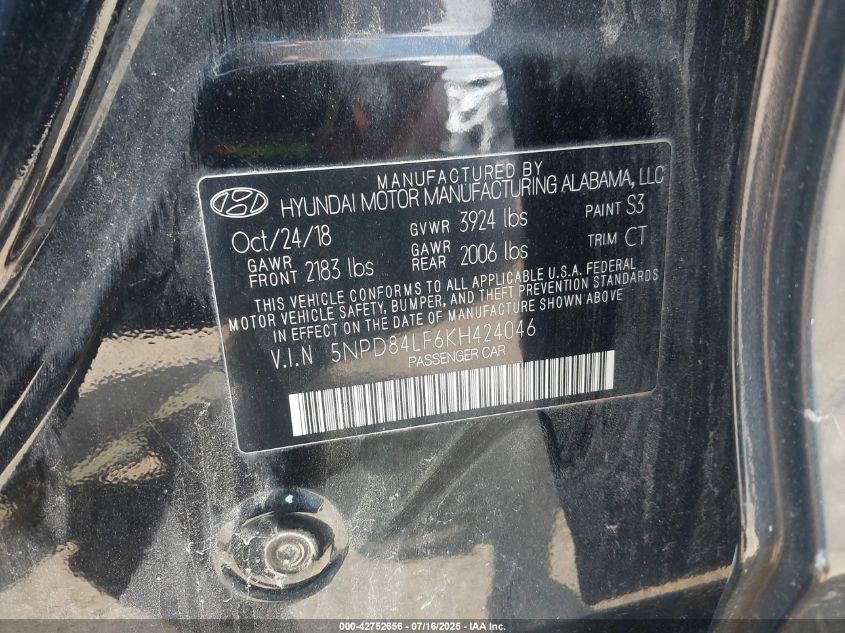 MANUFACTURED BY
HYUNDAI MOTOR MANUFACTURING ALABAMA, LLC
Oct/24/18 GVWR 3924 lbs PAINT S3
GAWR FRONT 2183 lbs GAWR REAR 2006 lbs TRIM CT
THIS VEHICLE CONFORMS TO ALL APPLICABLE U.S.A. FEDERAL
MOTOR VEHICLE SAFETY, BUMPER, AND THEFT PREVENTION STANDARDS
IN EFFECT ON THE DATE OF MANUFACTURE SHOWN ABOVE
V.I.N 5NPD84LF6KH424046
PASSENGER CAR
000-42752656 - 07/16/2025 - IAA Inc.